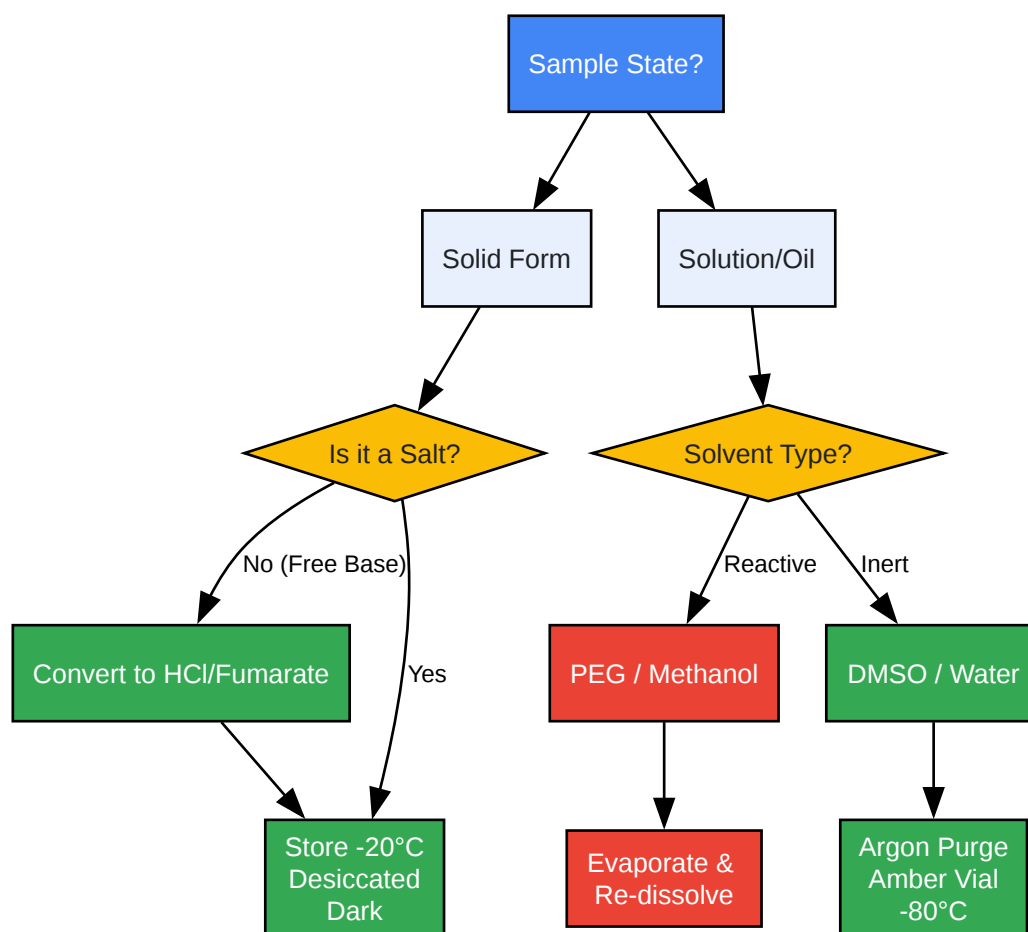 Sample State?
Solid Form
Solution/Oil
Is it a Salt?
Solvent Type?
No (Free Base)
Yes
Reactive
Inert
Convert to HCl/Fumarate
PEG / Methanol
DMSO / Water
Store -20°C
Desiccated
Dark
Evaporate &
Re-dissolve
Argon Purge
Amber Vial
-80°C